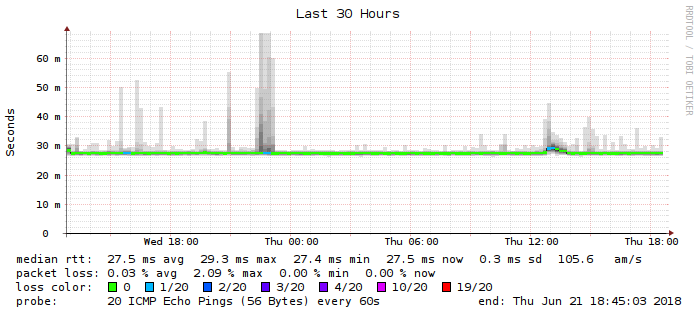 Last 30 Hours
RRDTOOL / TOBI OETIKER
Seconds
60 m
50 m
40 m
30 m
20 m
10 m
0
Wed 18:00 Thu 00:00 Thu 06:00 Thu 12:00 Thu 18:00
median rtt: 27.5 ms avg 29.3 ms max 27.4 ms min 27.5 ms now 0.3 ms sd 105.6 am/s
packet loss: 0.03 % avg 2.09 % max 0.00 % min 0.00 % now
loss color: 0 1/20 2/20 3/20 4/20 10/20 19/20
probe: 20 ICMP Echo Pings (56 Bytes) every 60s end: Thu Jun 21 18:45:03 2018